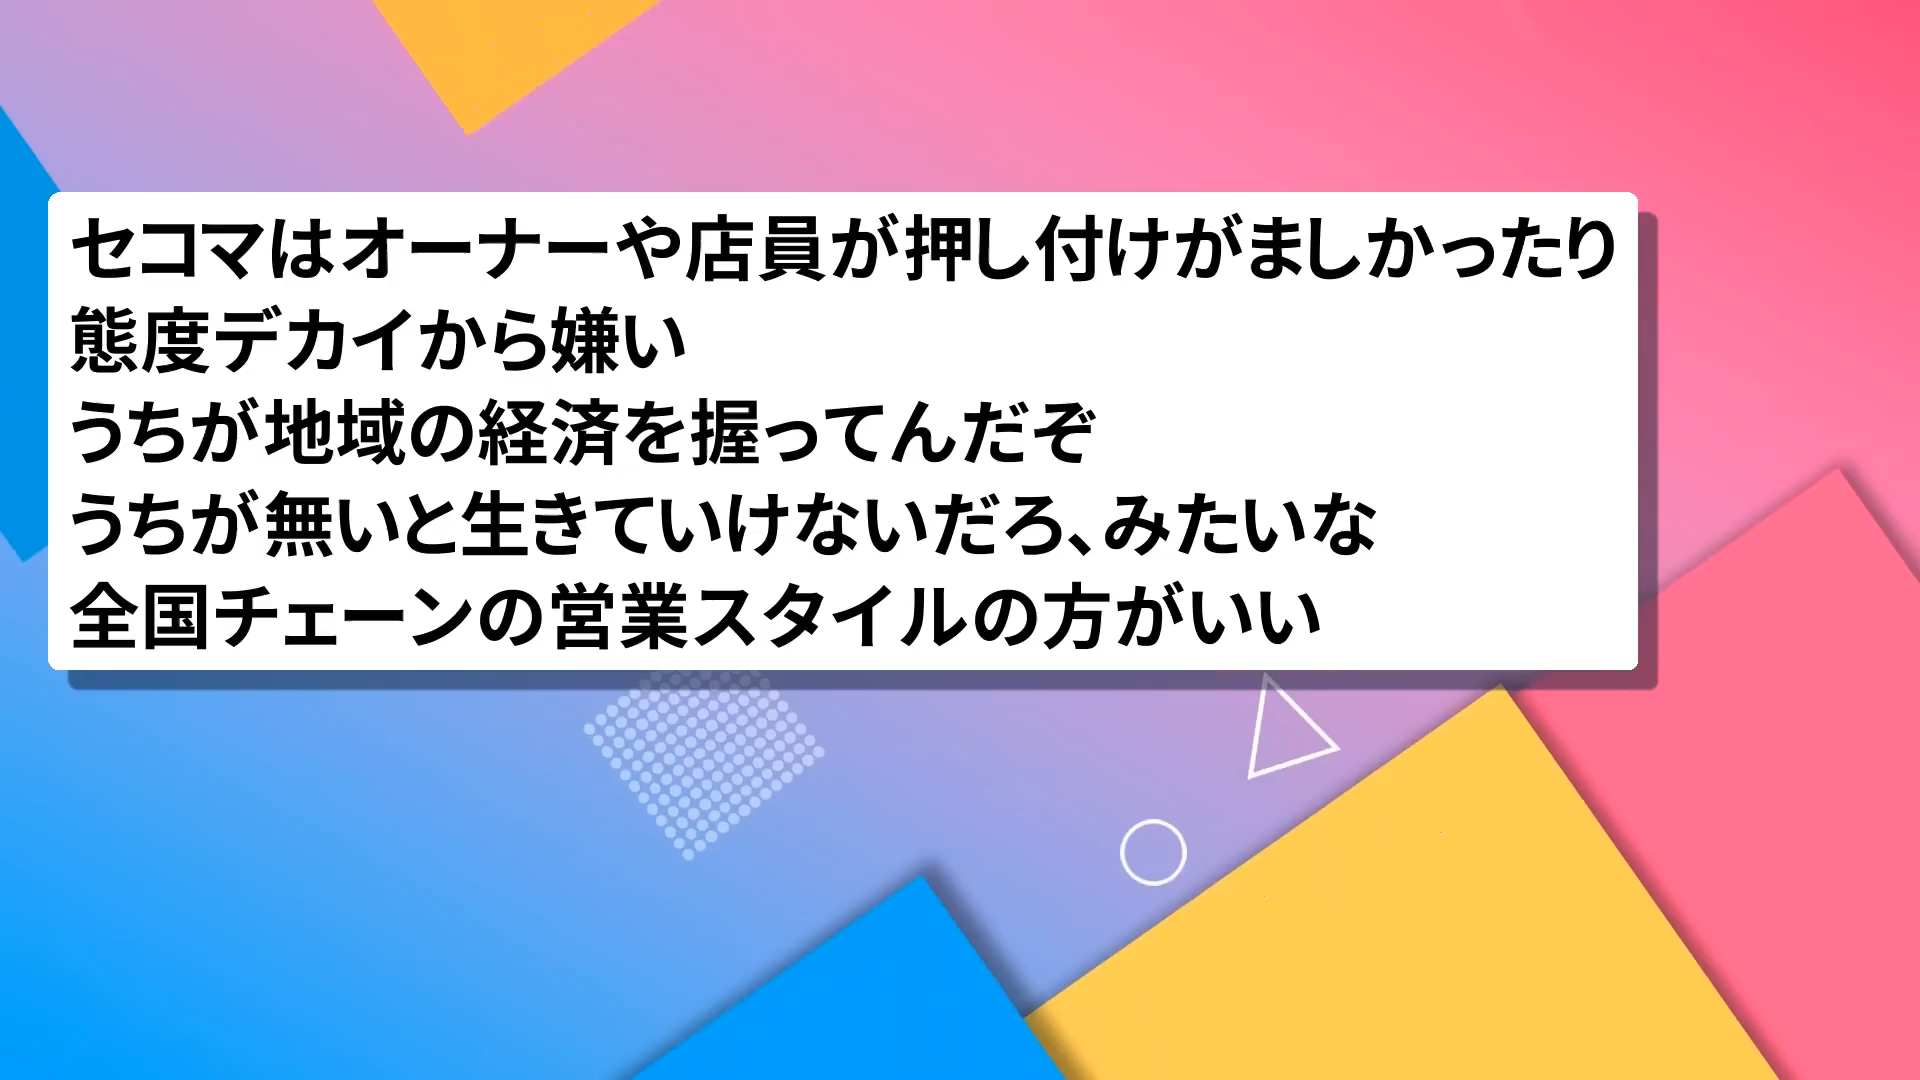 セコマはオーナーや店員が押し付けがましかったり
態度デカイから嫌い
うちが地域の経済を握ってんだぞ
うちが無いと生きていけないだろ、みたいな
全国チェーンの営業スタイルの方がいい